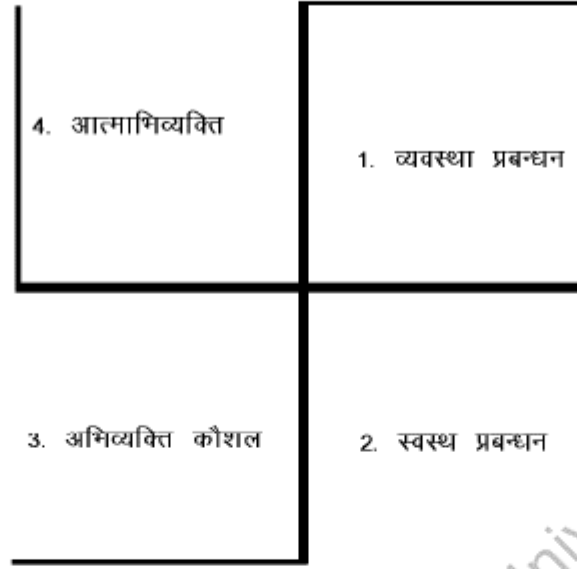 4. आत्माभिव्यक्ति
1. व्यवस्था प्रबन्धन
3. अभिव्यक्ति कौशल
2. स्वस्थ प्रबन्धन